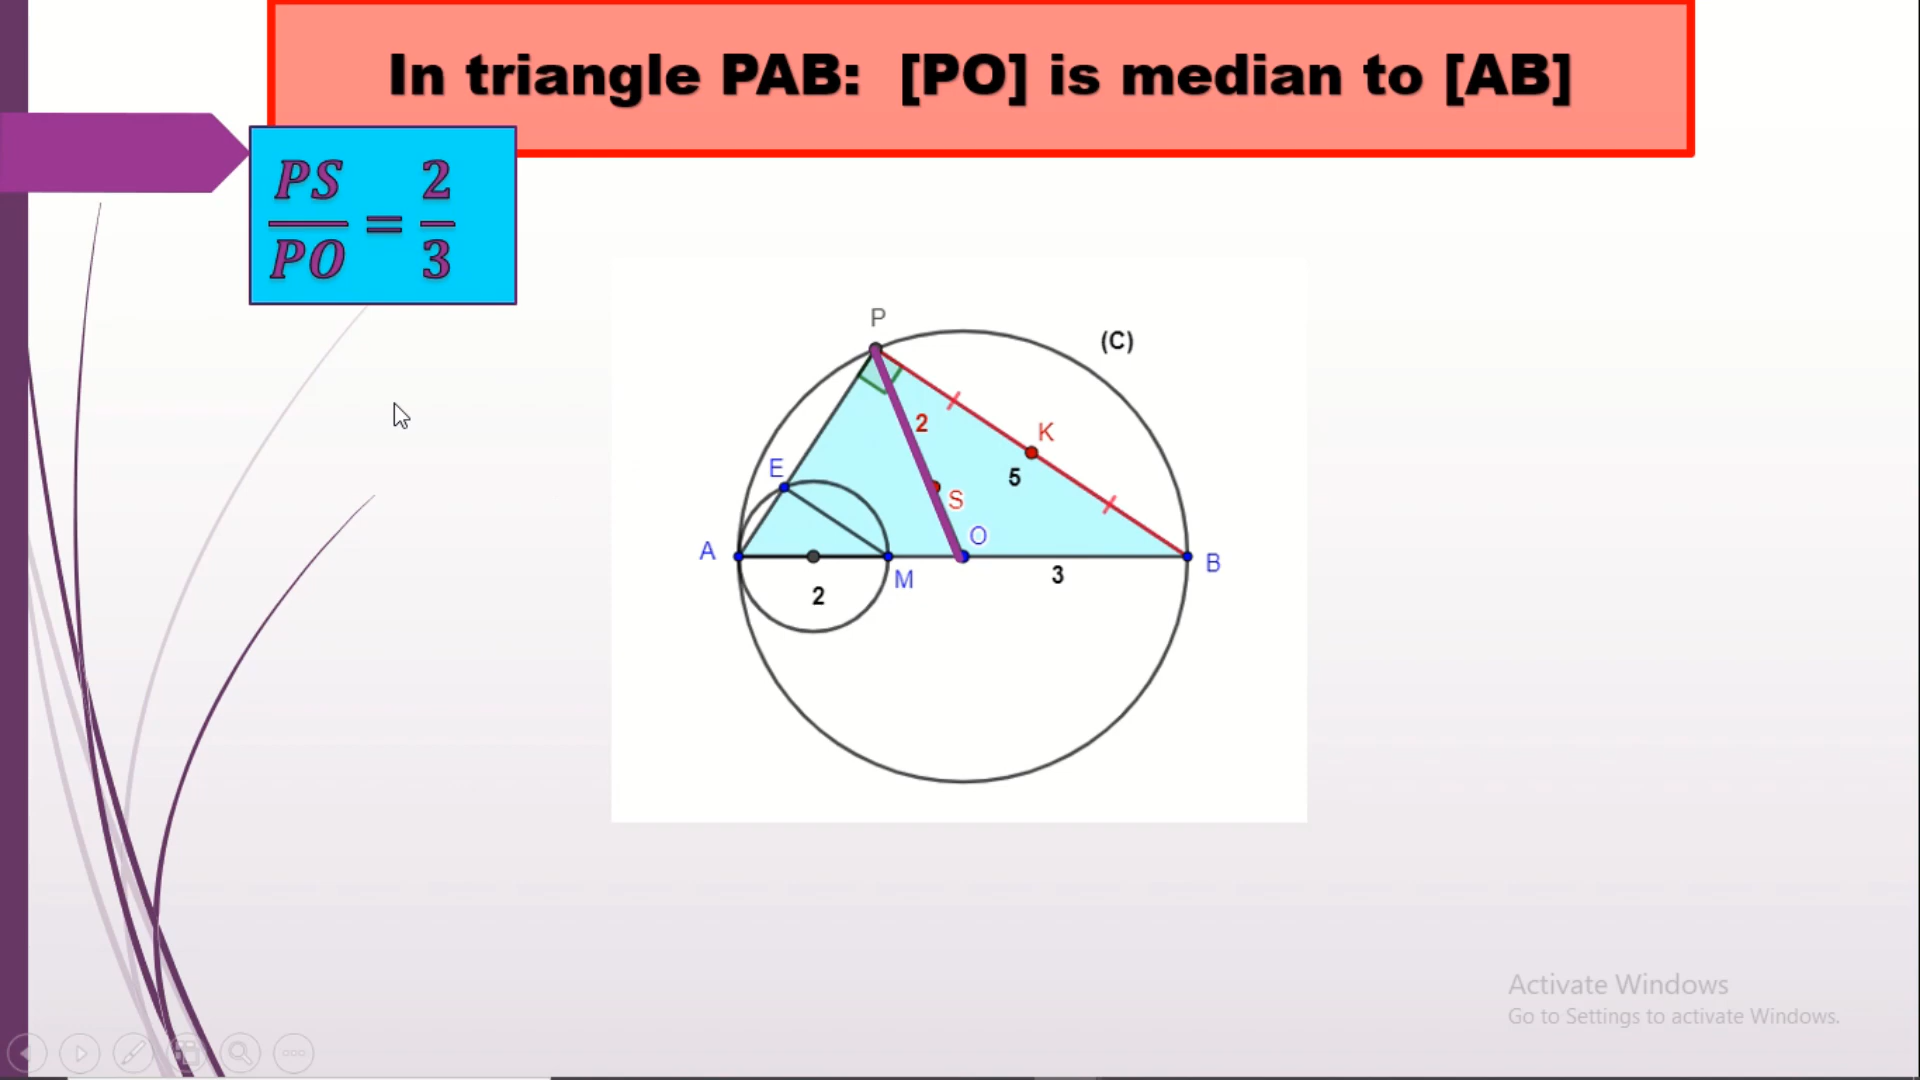 In triangle PAB: [PO] is median to [AB]
PS/PO = 2/3
P
(C)
2
K
E
5
S
O
A
B
M
3
2
Activate Windows
Go to Settings to activate Windows.